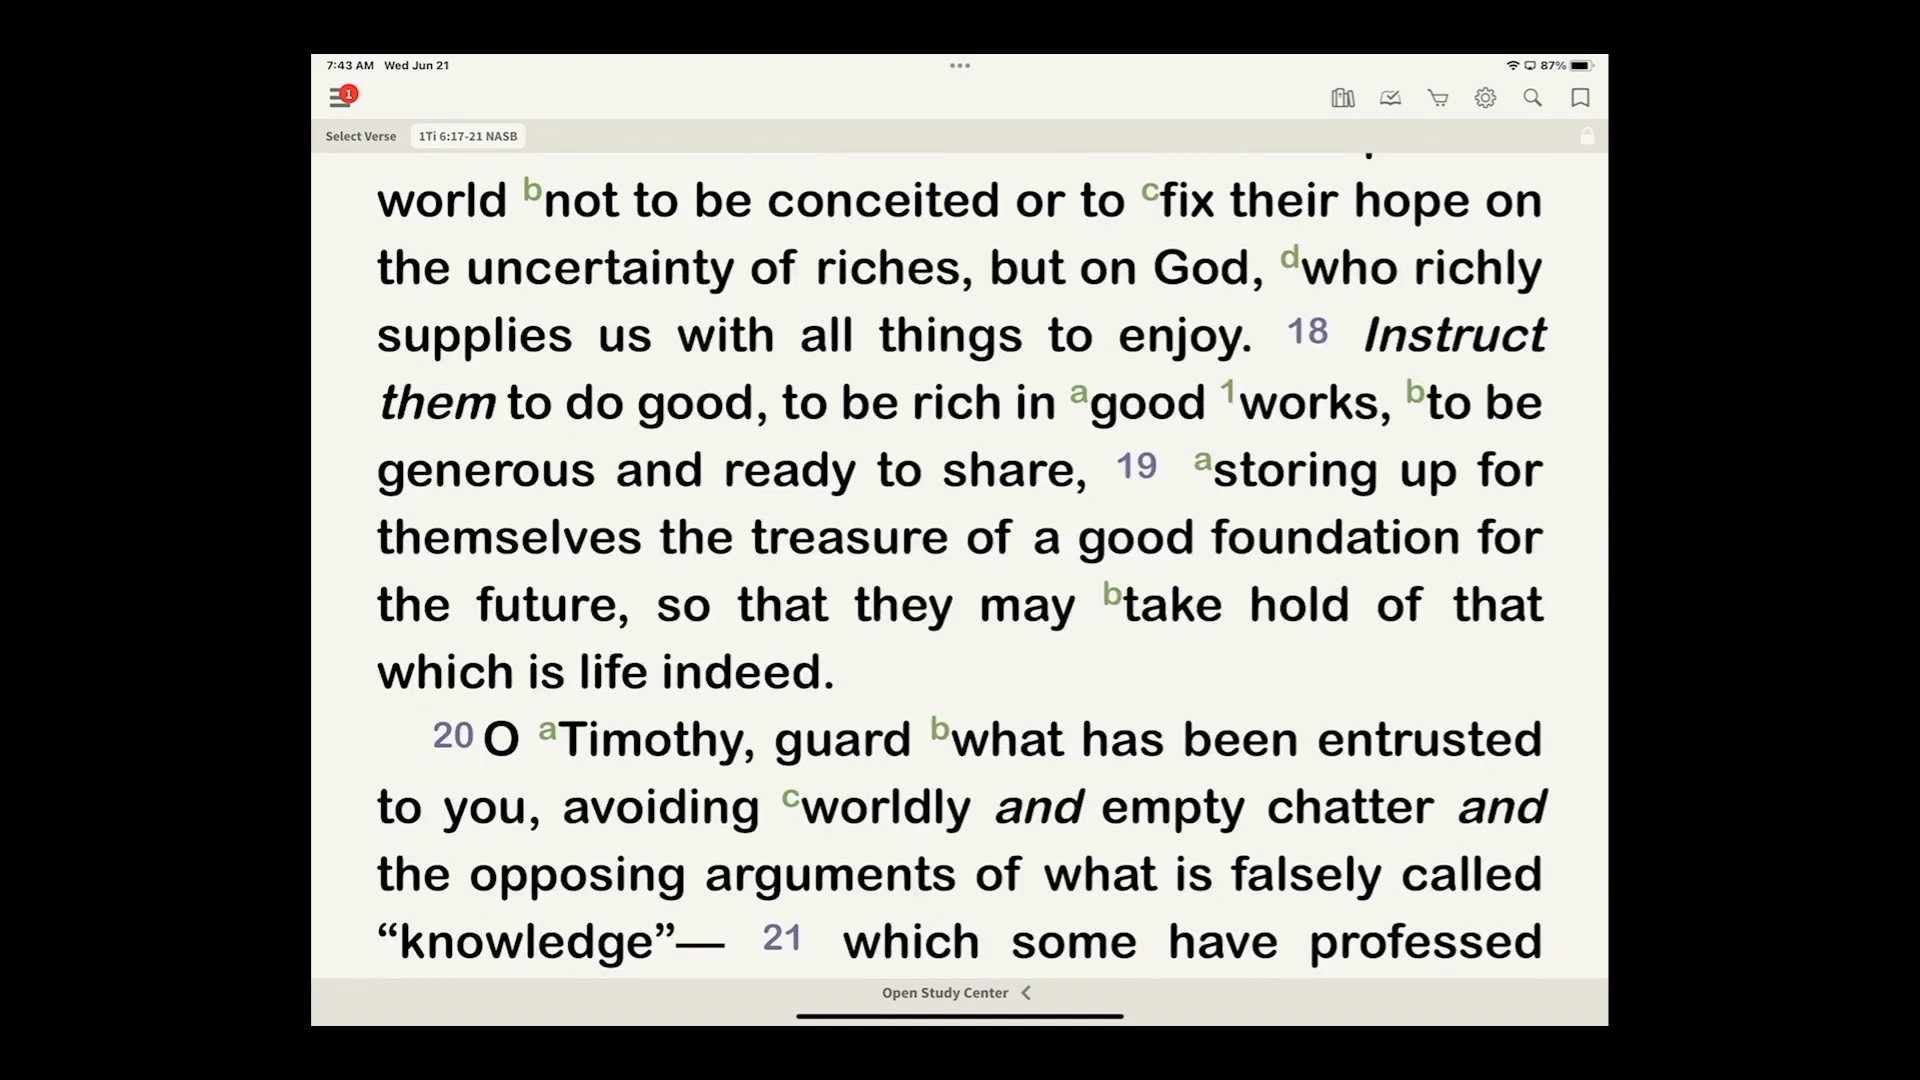 7:43 AM Wed Jun 21
87%
1
Select Verse 1Ti 6:17-21 NASB
world bnot to be conceited or to cfix their hope on
the uncertainty of riches, but on God, dwho richly
supplies us with all things to enjoy. 18 Instruct
them to do good, to be rich in agood 1works, bto be
generous and ready to share, 19 astoring up for
themselves the treasure of a good foundation for
the future, so that they may btake hold of that
which is life indeed.
20 O aTimothy, guard bwhat has been entrusted
to you, avoiding cworldly and empty chatter and
the opposing arguments of what is falsely called
“knowledge”— 21 which some have professed
Open Study Center